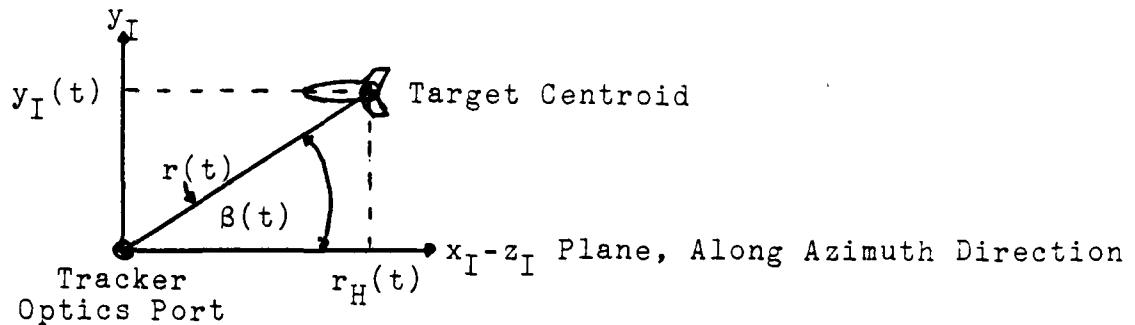 y_I
y_I(t)
Target Centroid
r(t)
β(t)
x_I-z_I Plane, Along Azimuth Direction
Tracker
Optics Port
r_H(t)